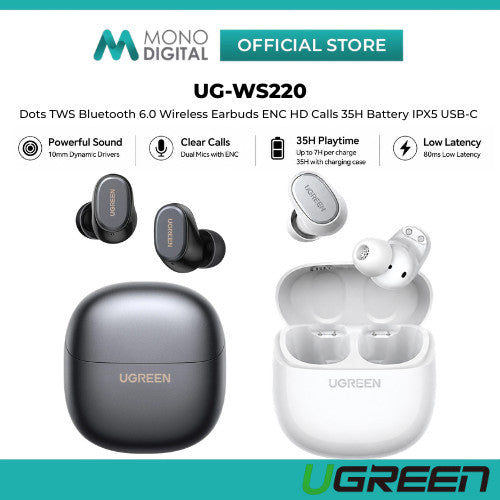 MONO
DIGITAL
OFFICIAL STORE
UG-WS220
Dots TWS Bluetooth 6.0 Wireless Earbuds ENC HD Calls 35H Battery IPX5 USB-C
Powerful Sound
10mm Dynamic Drivers
Clear Calls
Dual Mics with ENC
35H Playtime
Up to 7H per charge
35H with charging case
Low Latency
80ms Low Latency
UGREEN
UGREEN
UGREEN
UGREEN
UGREEN
UGREEN